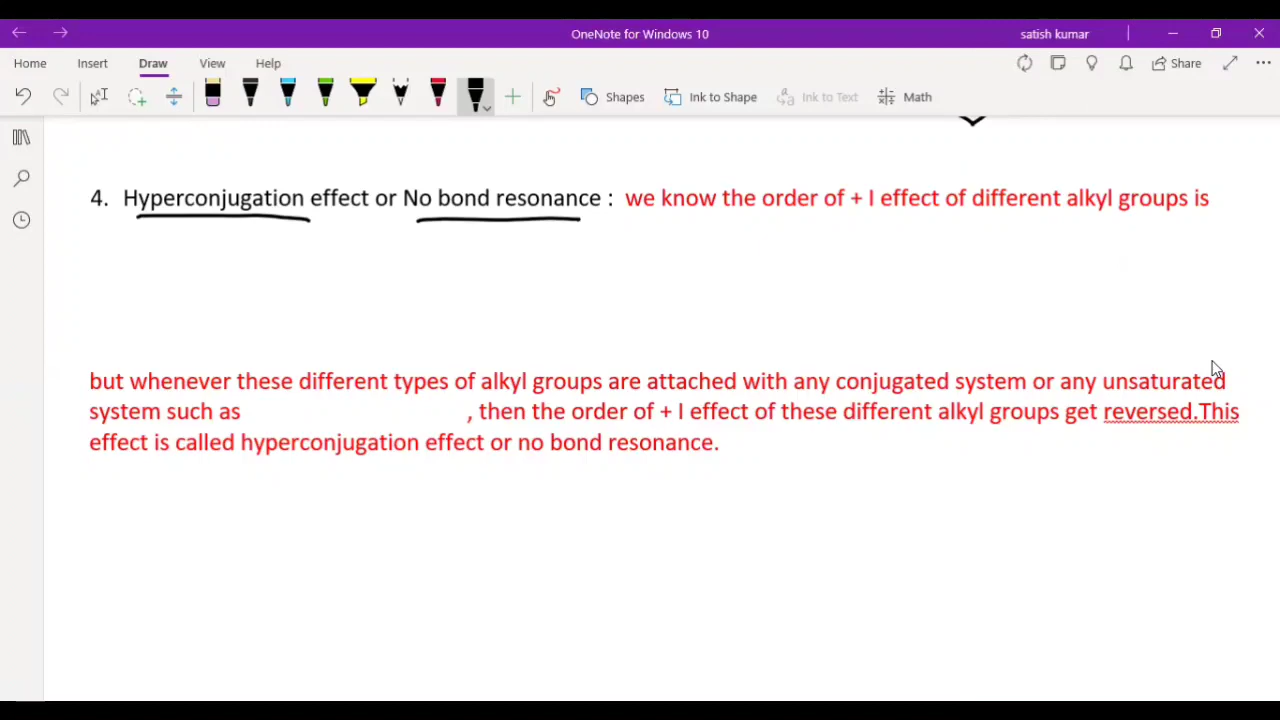 OneNote for Windows 10
satish kumar
Home Insert Draw View Help
Share
Shapes Ink to Shape Ink to Text Math
4. Hyperconjugation effect or No bond resonance : we know the order of + I effect of different alkyl groups is
but whenever these different types of alkyl groups are attached with any conjugated system or any unsaturated
system such as , then the order of + I effect of these different alkyl groups get reversed.This
effect is called hyperconjugation effect or no bond resonance.